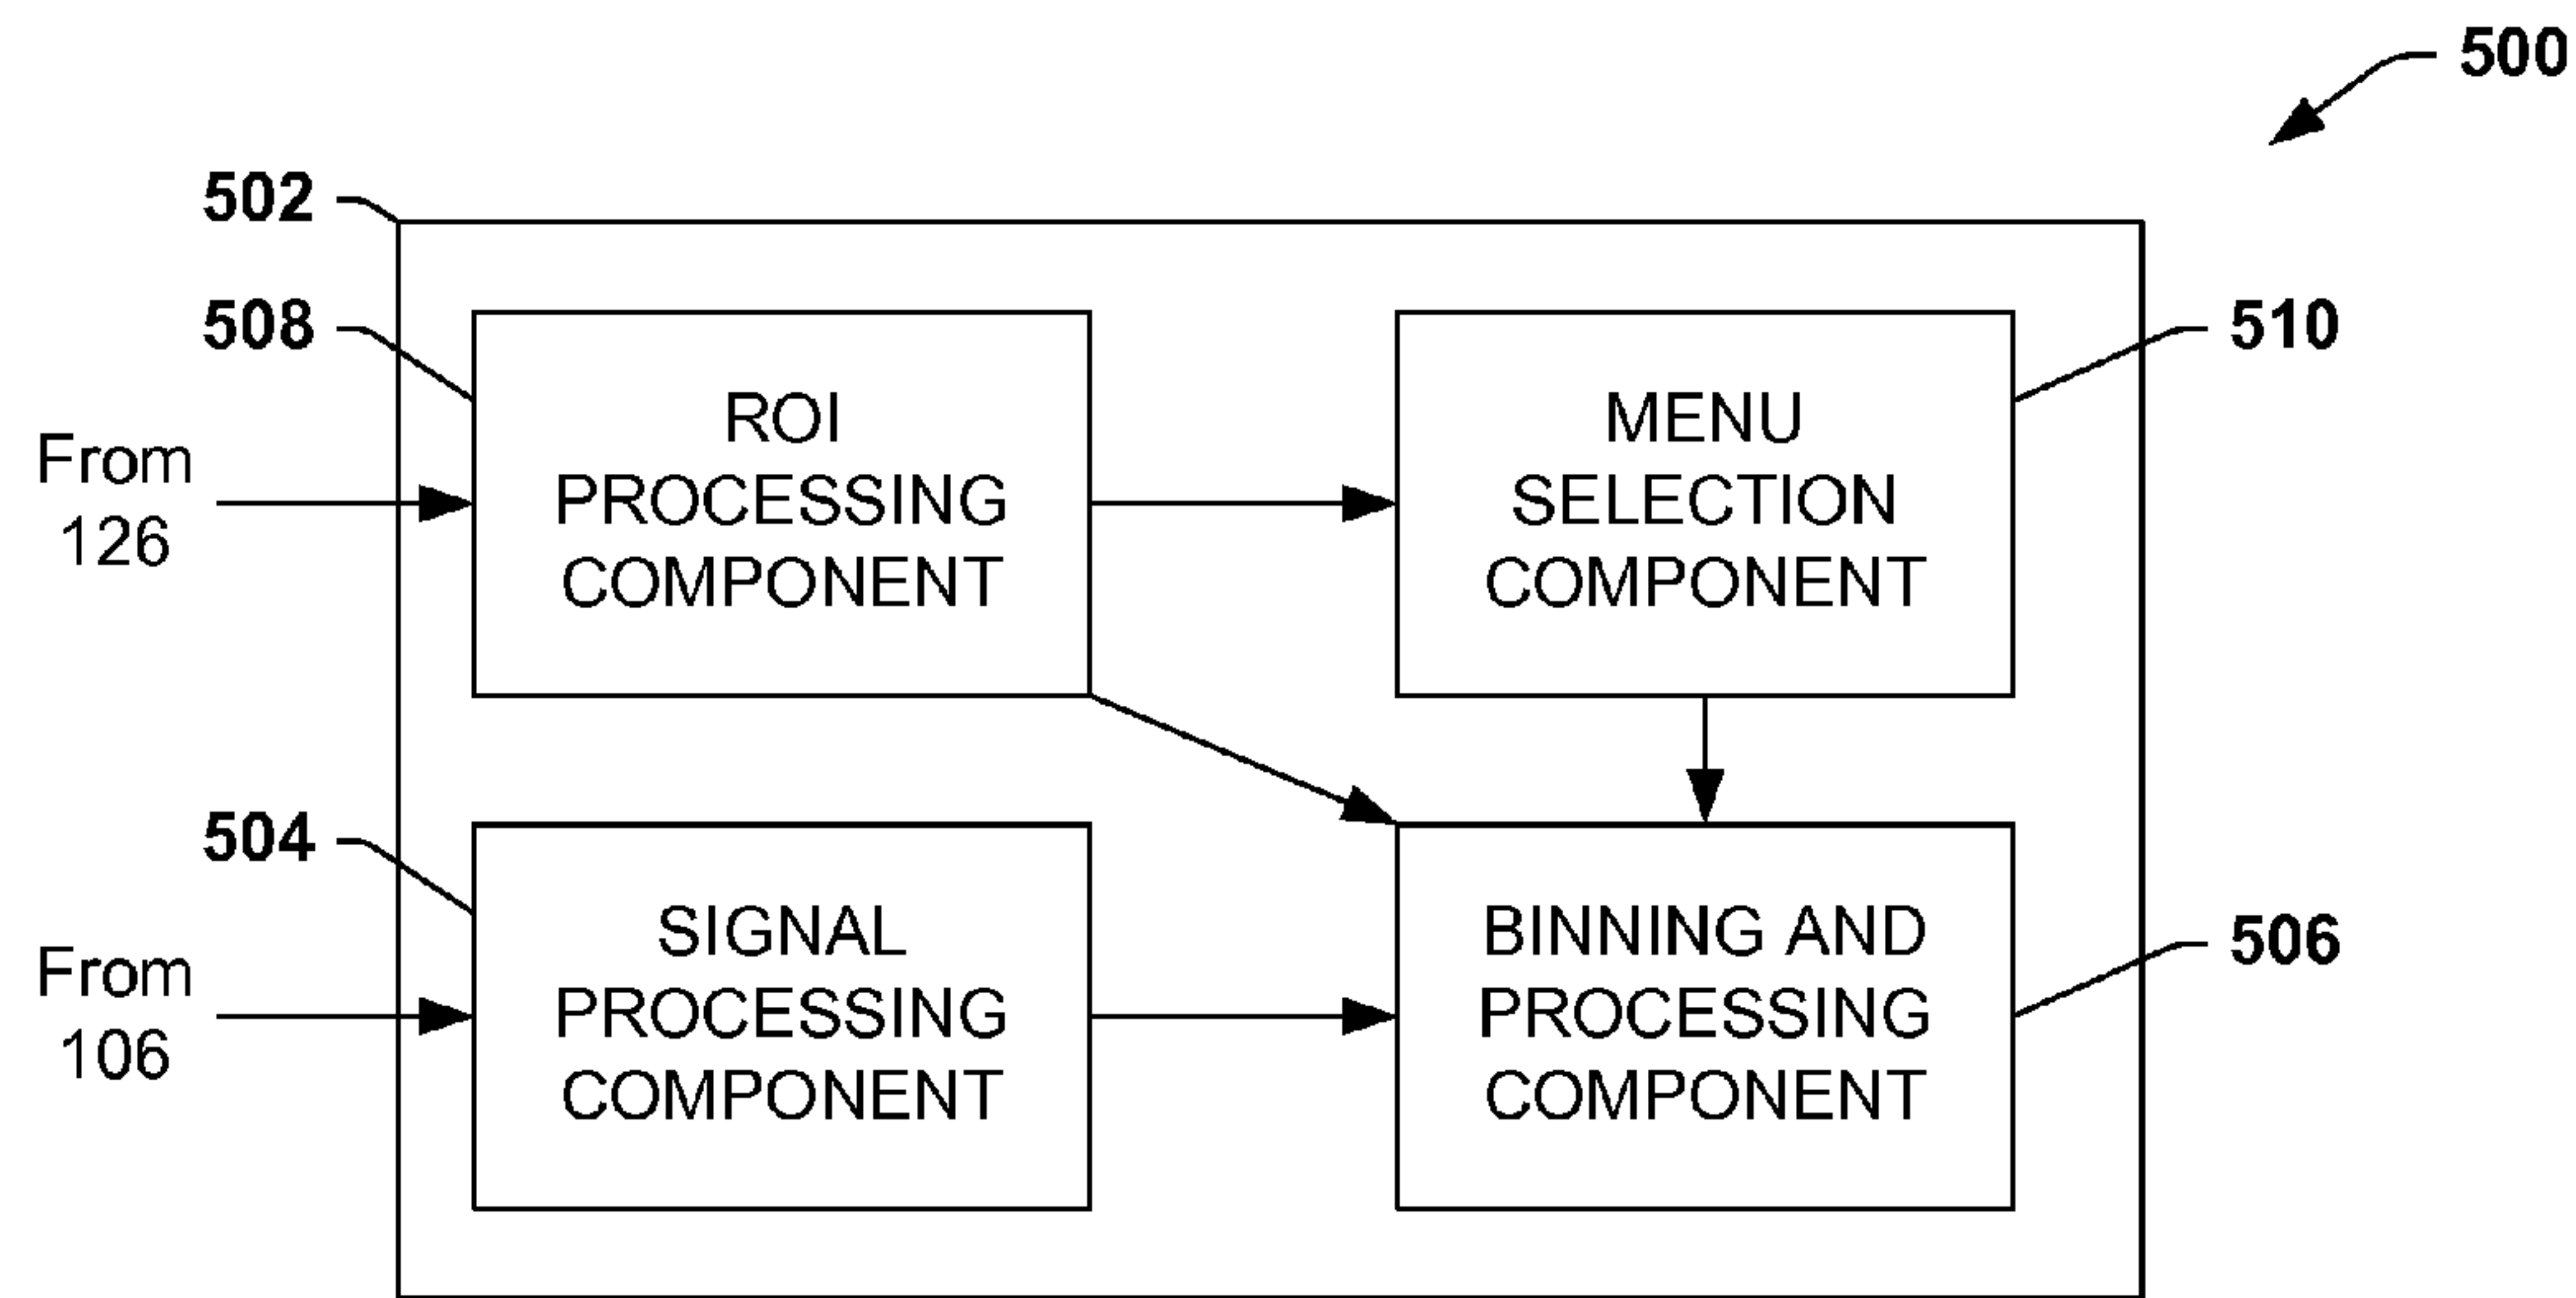 500
502
508
510
From
126
ROI
PROCESSING
COMPONENT
MENU
SELECTION
COMPONENT
504
506
From
106
SIGNAL
PROCESSING
COMPONENT
BINNING AND
PROCESSING
COMPONENT